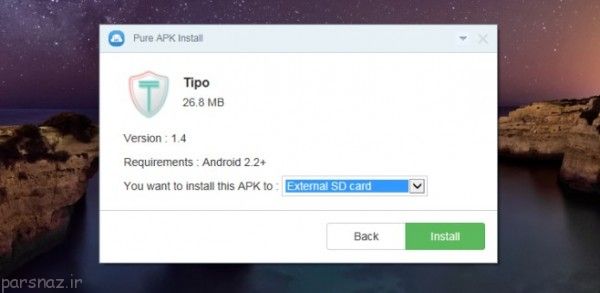 Pure APK Install
Tipo
26.8 MB
Version : 1.4
Requirements : Android 2.2+
You want to install this APK to : External SD card
Back Install
parsnaz.ir